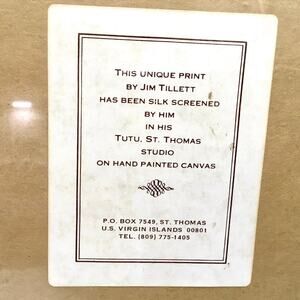 THIS UNIQUE PRINT
BY JIM TILLETT
HAS BEEN SILK SCREENED
BY HIM
IN HIS
TUTU, ST. THOMAS
STUDIO
ON HAND PAINTED CANVAS
P.O. BOX 7549, ST. THOMAS
U.S. VIRGIN ISLANDS 00801
TEL. (809) 775-1405